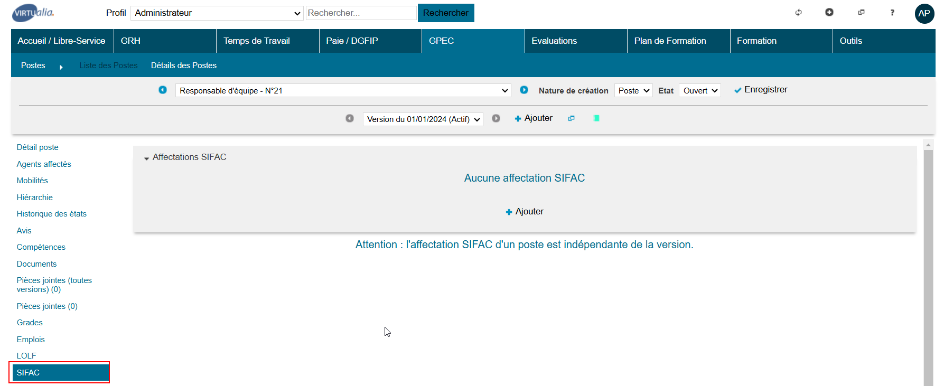 VIRTUalia.
Profil Administrateur Rechercher... Rechercher ? AP
Accueil / Libre-Service GRH Temps de Travail Paie / DGFIP GPEC Evaluations Plan de Formation Formation Outils
Postes Liste des Postes Détails des Postes
Responsable d'équipe - N°21 Nature de création Poste Etat Ouvert Enregistrer
Version du 01/01/2024 (Actif) Ajouter
Détail poste
Agents affectés
Mobilités
Hiérarchie
Historique des états
Avis
Compétences
Documents
Pièces jointes (toutes
versions) (0)
Pièces jointes (0)
Grades
Emplois
LOLF
SIFAC
Affectations SIFAC
Aucune affectation SIFAC
Ajouter
Attention : l'affectation SIFAC d'un poste est indépendante de la version.